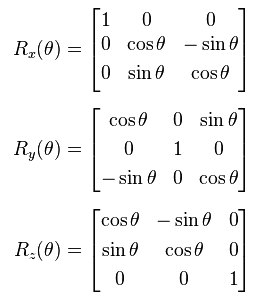 R_x(θ) = [ 1 0 0
0 cos θ − sin θ
0 sin θ cos θ ]
R_y(θ) = [ cos θ 0 sin θ
0 1 0
− sin θ 0 cos θ ]
R_z(θ) = [ cos θ − sin θ 0
sin θ cos θ 0
0 0 1 ]